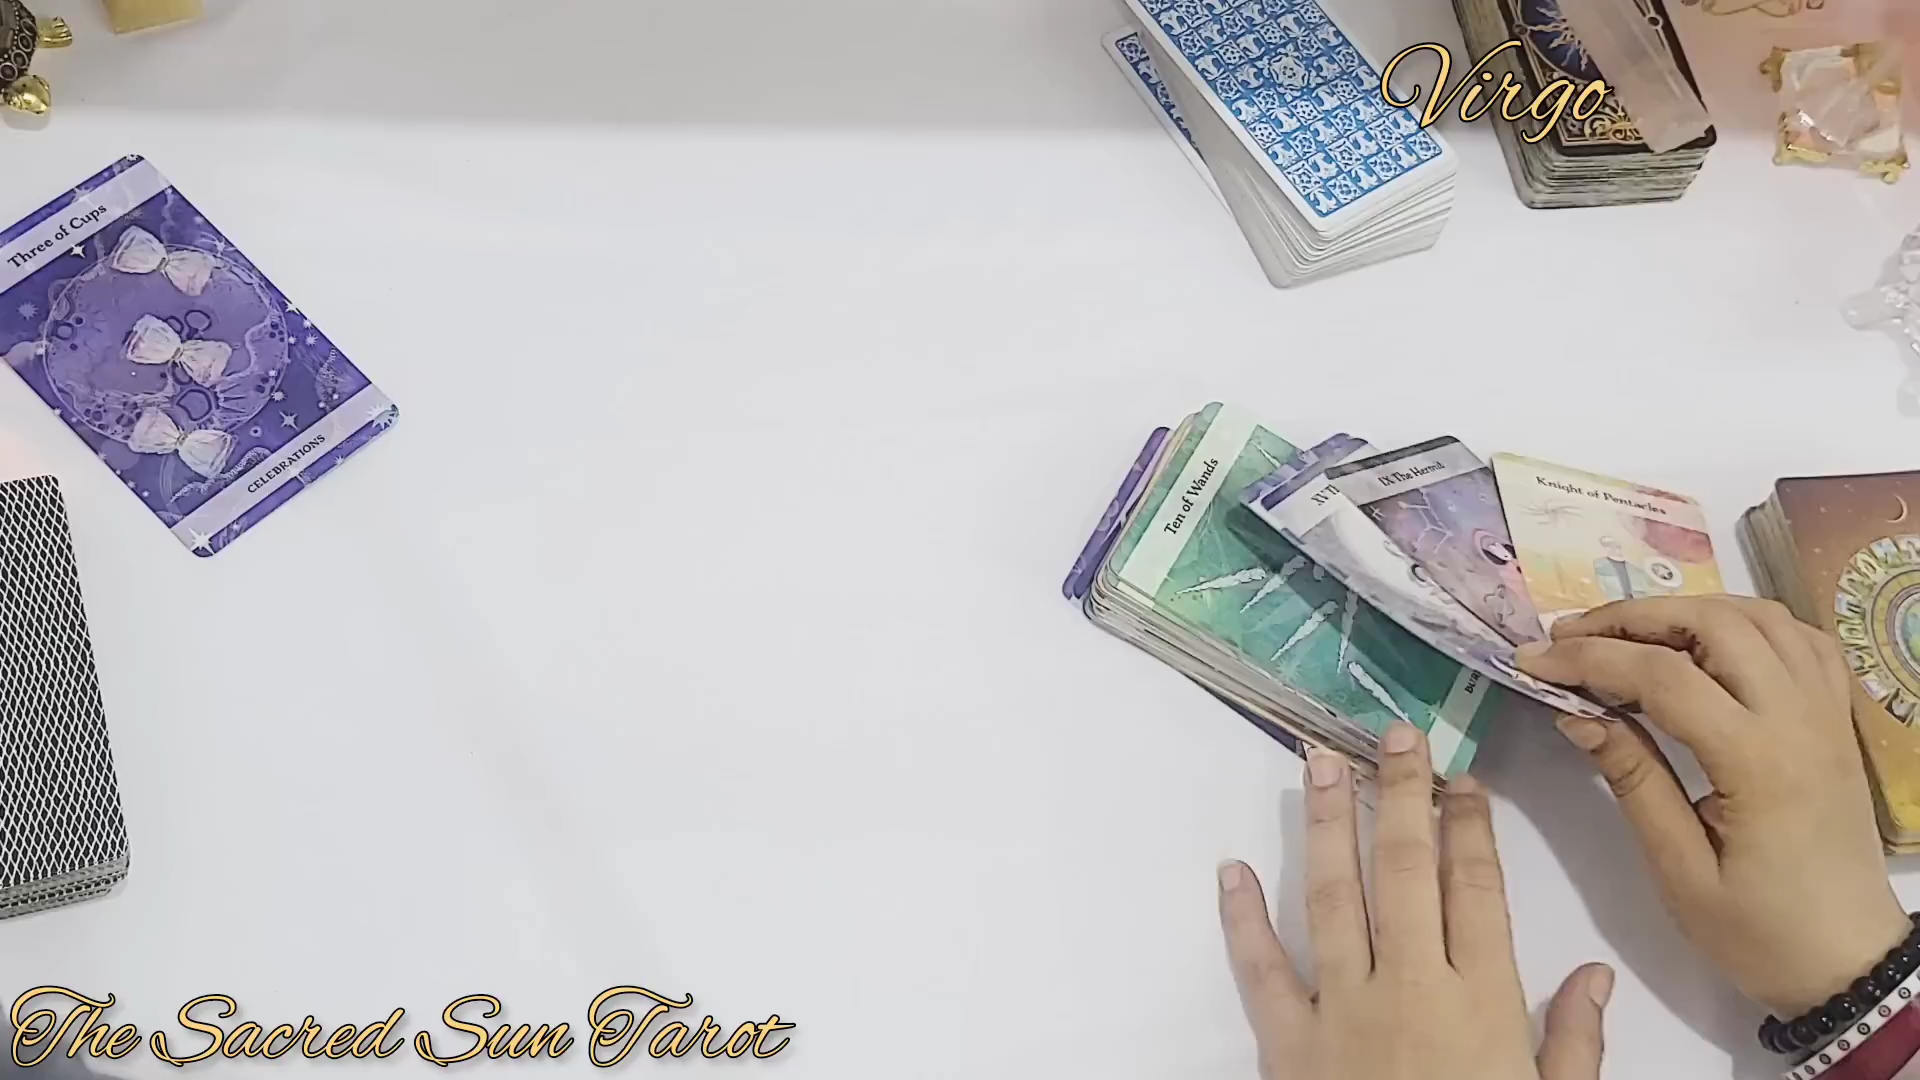 Virgo
Three of Cups
CELEBRATIONS
Ten of Wands
IX The Hermit
Knight of Pentacles
The Sacred Sun Tarot